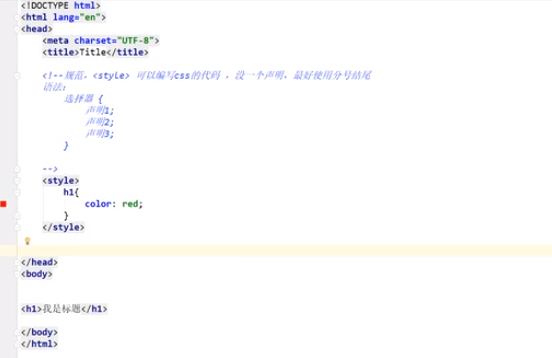 <!DOCTYPE html>
<html lang="en">
<head>
<meta charset="UTF-8">
<title>Title</title>
<!--规范，<style> 可以编写css的代码 ，没一个声明，最好使用分号结尾
语法：
选择器 {
声明1;
声明2;
声明3;
}
-->
<style>
h1{
color: red;
}
</style>
</head>
<body>
<h1>我是标题</h1>
</body>
</html>